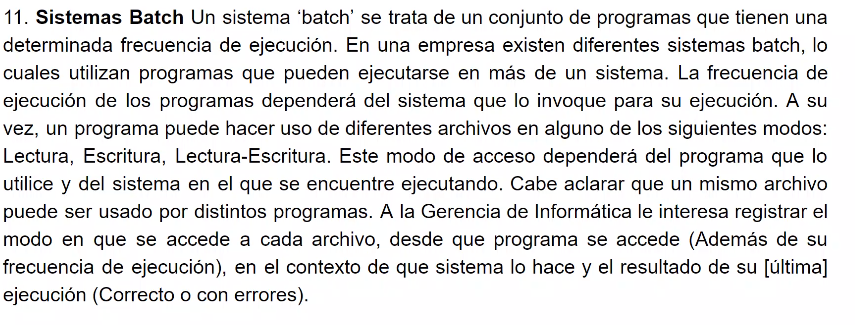 11. Sistemas Batch Un sistema ‘batch’ se trata de un conjunto de programas que tienen una
determinada frecuencia de ejecución. En una empresa existen diferentes sistemas batch, lo
cuales utilizan programas que pueden ejecutarse en más de un sistema. La frecuencia de
ejecución de los programas dependerá del sistema que lo invoque para su ejecución. A su
vez, un programa puede hacer uso de diferentes archivos en alguno de los siguientes modos:
Lectura, Escritura, Lectura-Escritura. Este modo de acceso dependerá del programa que lo
utilice y del sistema en el que se encuentre ejecutando. Cabe aclarar que un mismo archivo
puede ser usado por distintos programas. A la Gerencia de Informática le interesa registrar el
modo en que se accede a cada archivo, desde que programa se accede (Además de su
frecuencia de ejecución), en el contexto de que sistema lo hace y el resultado de su [última]
ejecución (Correcto o con errores).